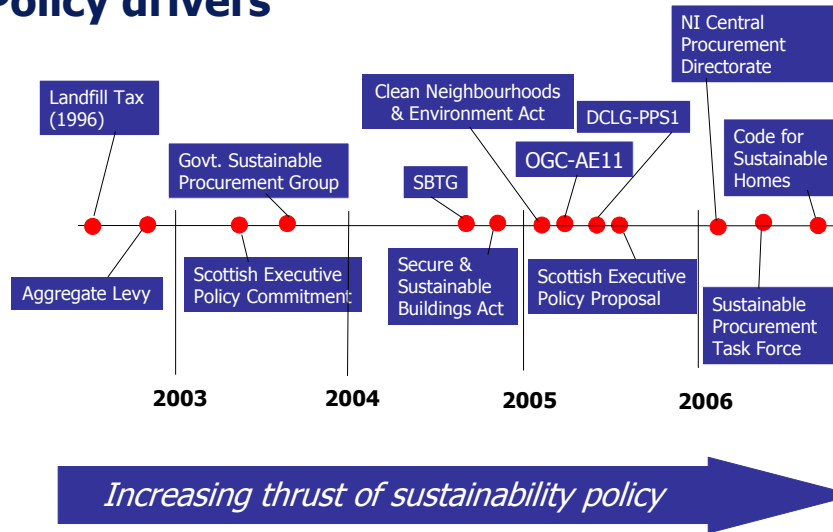 Policy drivers
NI Central
Procurement
Directorate
Landfill Tax
(1996)
Clean Neighbourhoods
& Environment Act
DCLG-PPS1
Code for
Sustainable
Homes
Govt. Sustainable
Procurement Group
SBTG
OGC-AE11
Aggregate Levy
Scottish Executive
Policy Commitment
Secure &
Sustainable
Buildings Act
Scottish Executive
Policy Proposal
Sustainable
Procurement
Task Force
2003
2004
2005
2006
Increasing thrust of sustainability policy